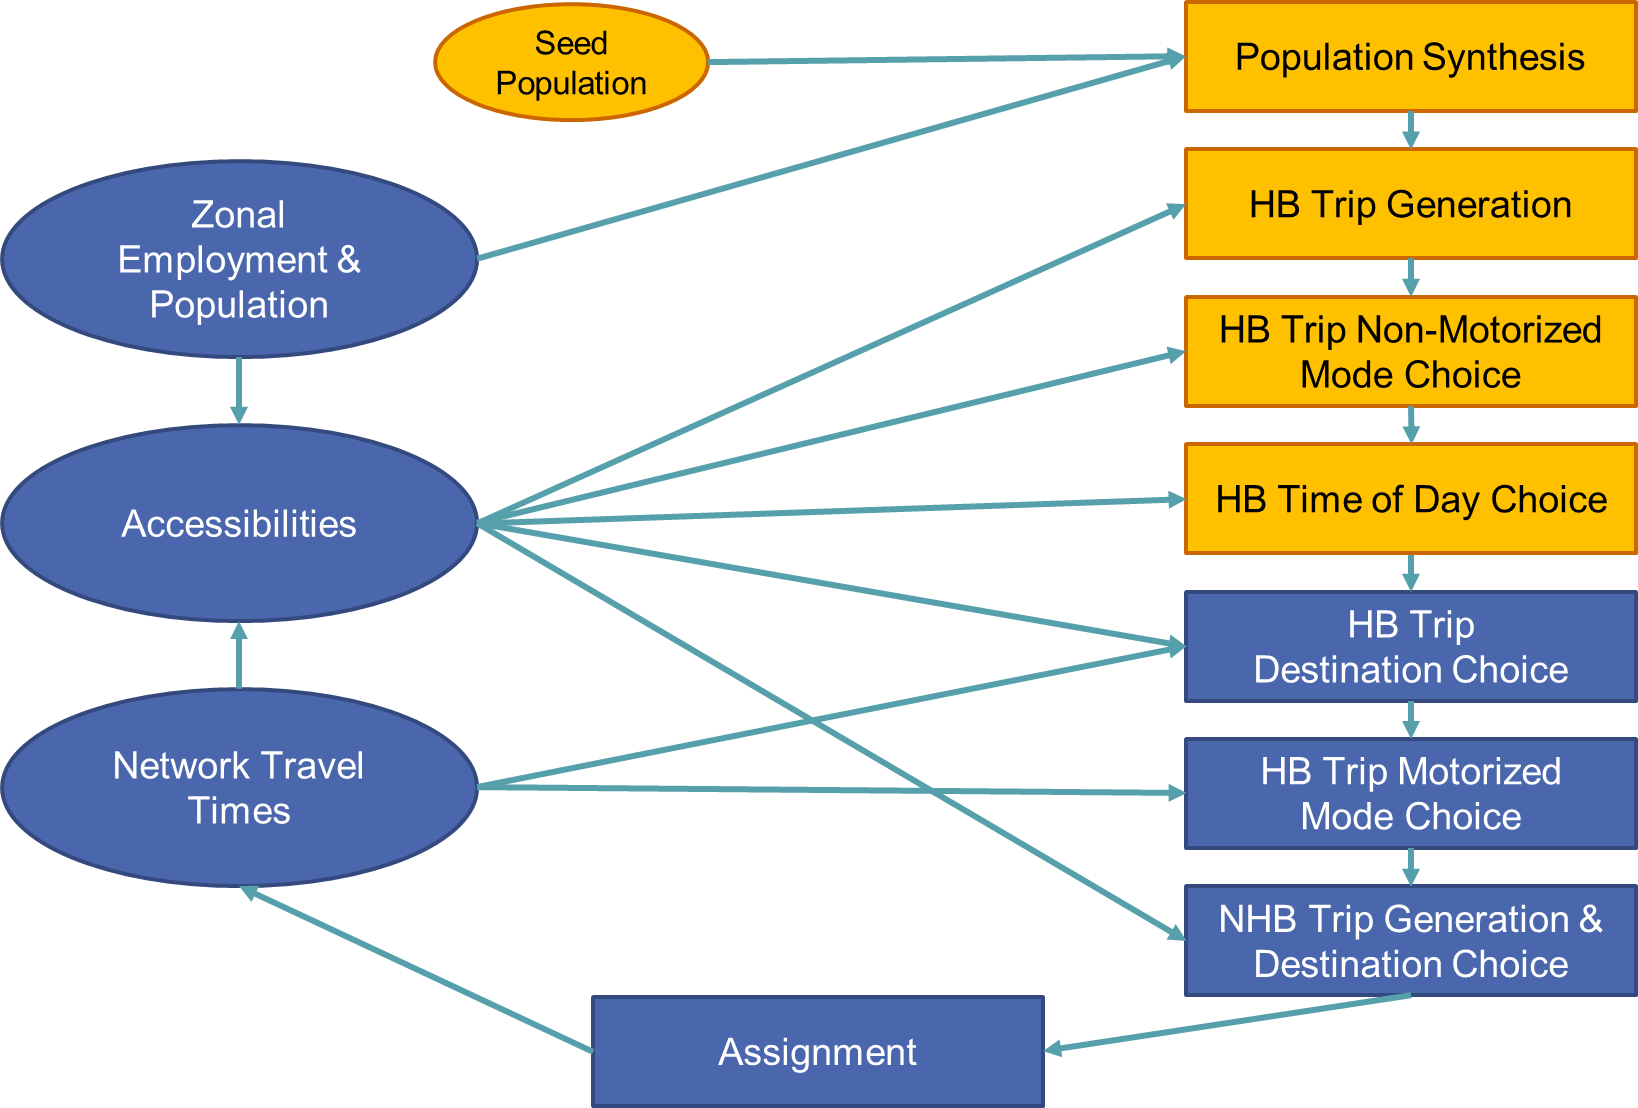 Seed
Population
Population Synthesis
Zonal
Employment &
Population
HB Trip Generation
HB Trip Non-Motorized
Mode Choice
Accessibilities
HB Time of Day Choice
HB Trip
Destination Choice
Network Travel
Times
HB Trip Motorized
Mode Choice
NHB Trip Generation &
Destination Choice
Assignment